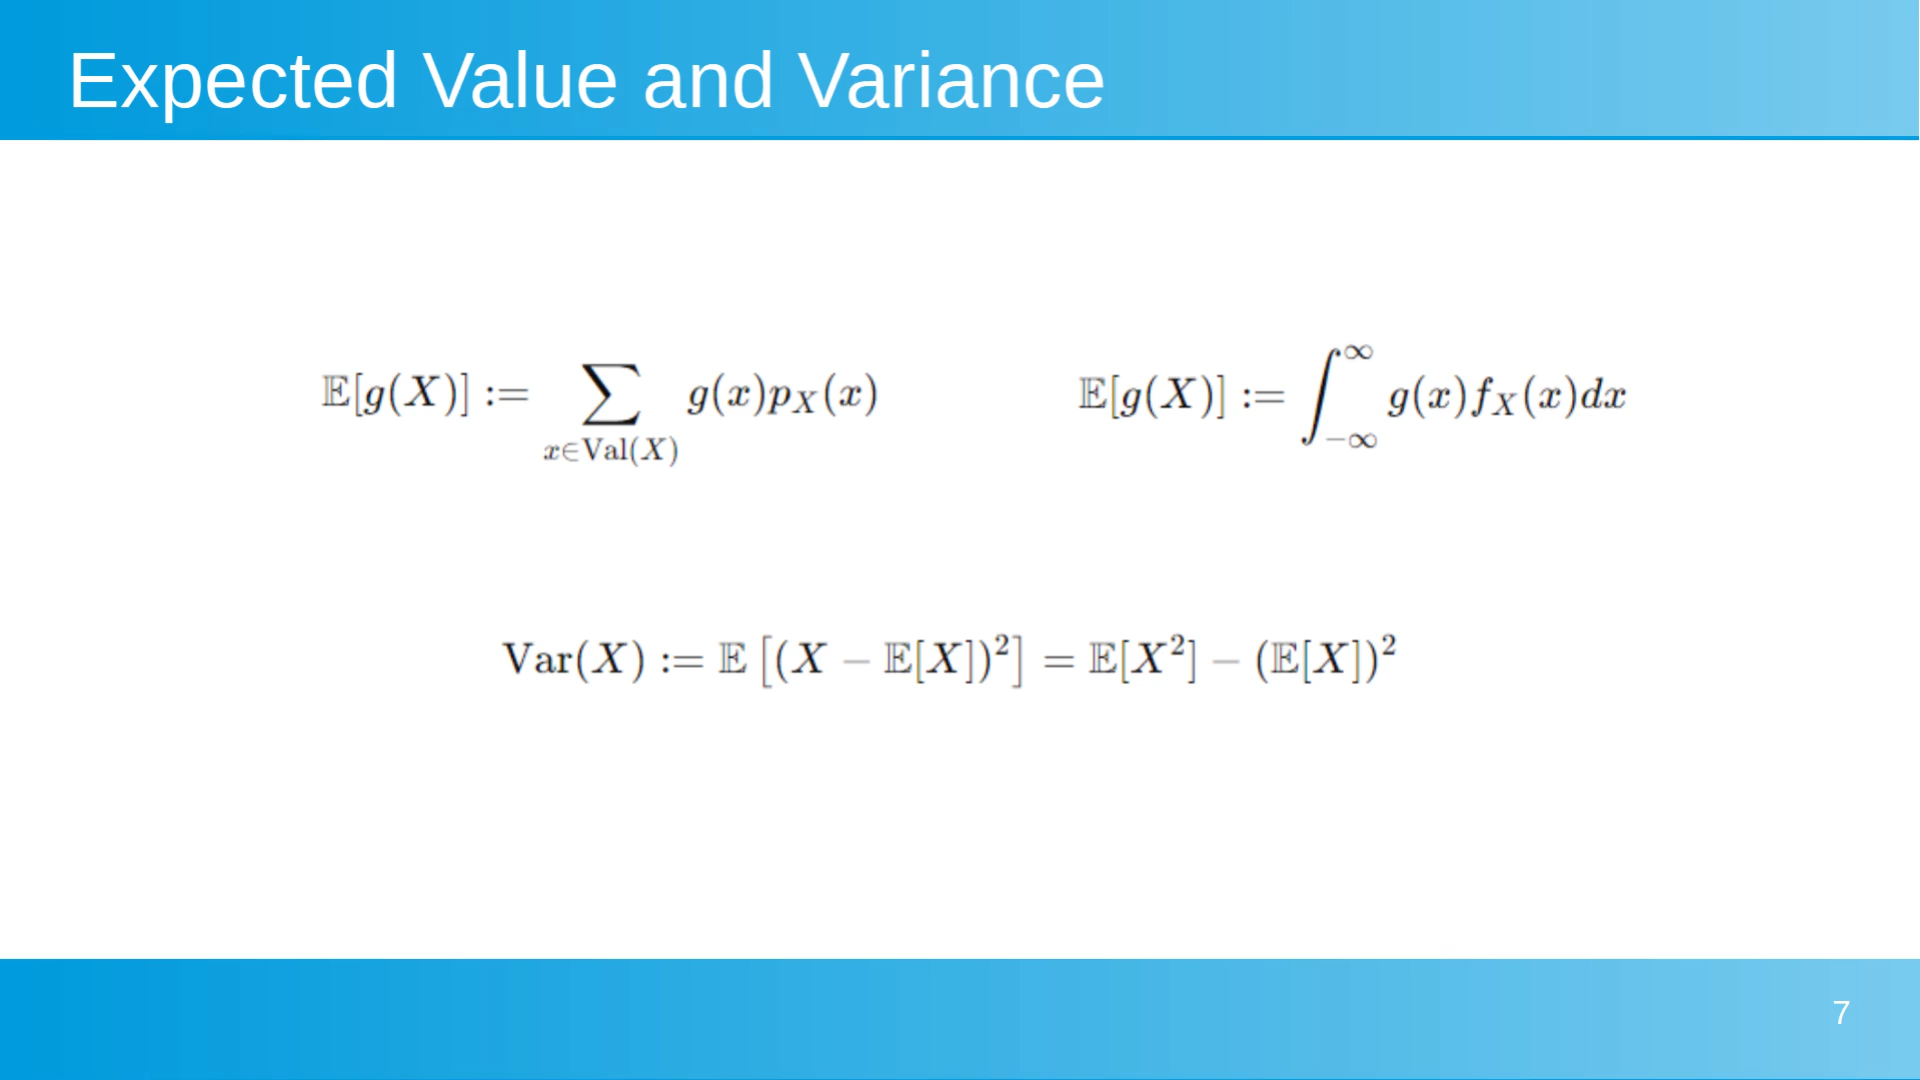 Expected Value and Variance
𝔼[g(X)] := ∑_{x∈Val(X)} g(x)p_X(x)
𝔼[g(X)] := ∫_{−∞}^{∞} g(x)f_X(x)dx
Var(X) := 𝔼[(X − 𝔼[X])²] = 𝔼[X²] − (𝔼[X])²
7